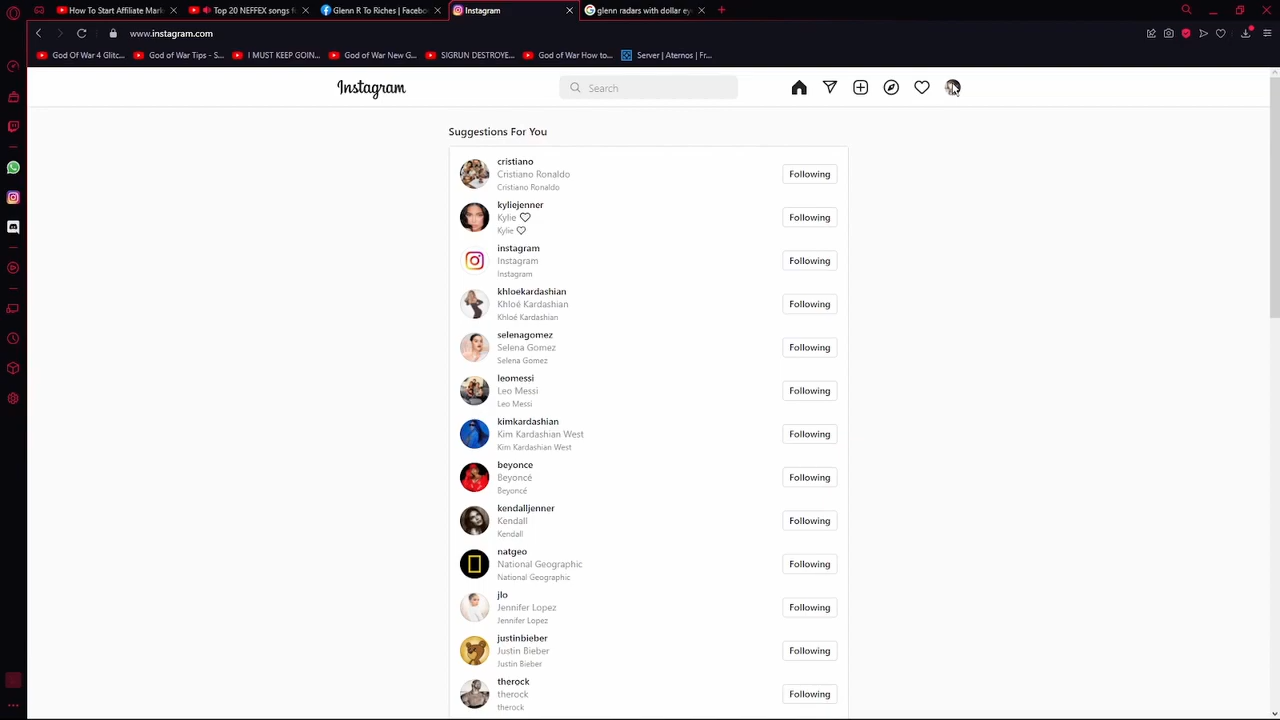 How To Start Affiliate Marke
Top 20 NEFFEX songs f
Glenn R To Riches | Facebo
Instagram
glenn radars with dollar ey
www.instagram.com
God Of War 4 Glitc...
God of War Tips - S...
I MUST KEEP GOIN...
God of War New G...
SIGRUN DESTROYE...
God of War How to...
Server | Aternos | Fr...
Instagram
Search
Suggestions For You
cristiano
Cristiano Ronaldo
Cristiano Ronaldo
Following
kyliejenner
Kylie ♡
Kylie ♡
Following
instagram
Instagram
Instagram
Following
khloekardashian
Khloé Kardashian
Khloé Kardashian
Following
selenagomez
Selena Gomez
Selena Gomez
Following
leomessi
Leo Messi
Leo Messi
Following
kimkardashian
Kim Kardashian West
Kim Kardashian West
Following
beyonce
Beyoncé
Beyoncé
Following
kendalljenner
Kendall
Kendall
Following
natgeo
National Geographic
National Geographic
Following
jlo
Jennifer Lopez
Jennifer Lopez
Following
justinbieber
Justin Bieber
Justin Bieber
Following
therock
therock
therock
Following